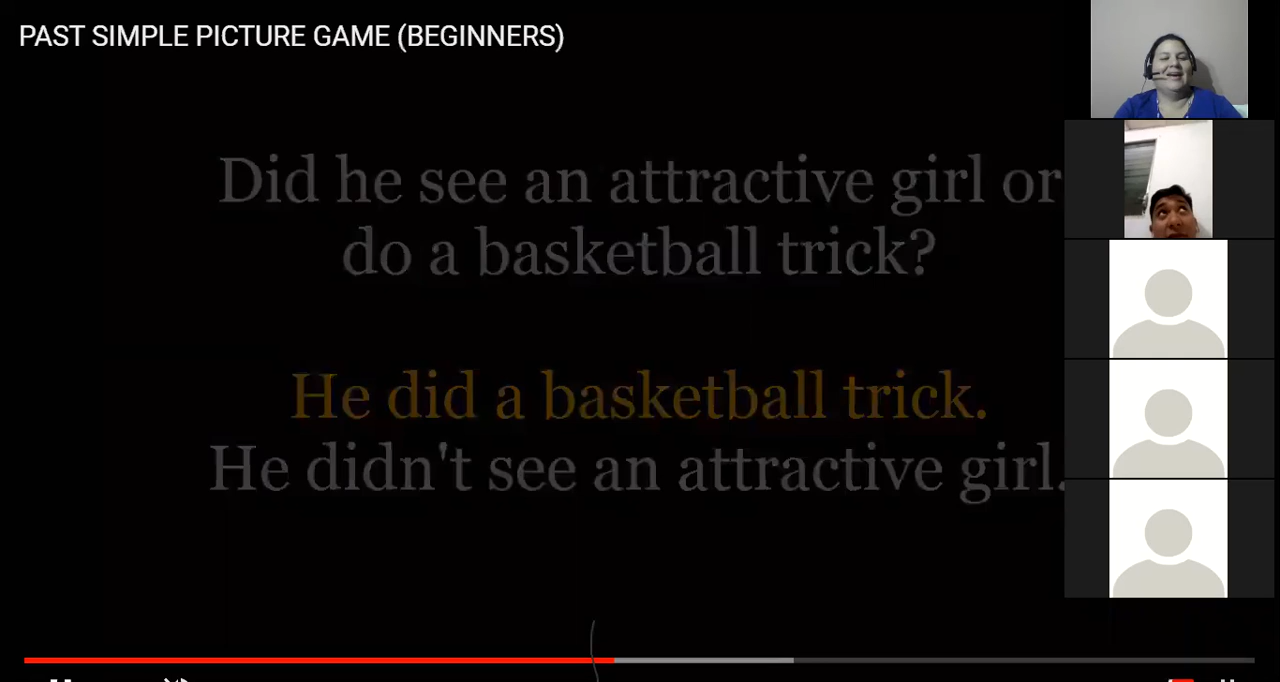 PAST SIMPLE PICTURE GAME (BEGINNERS)
Did he see an attractive girl or
do a basketball trick?
He did a basketball trick.
He didn't see an attractive girl.